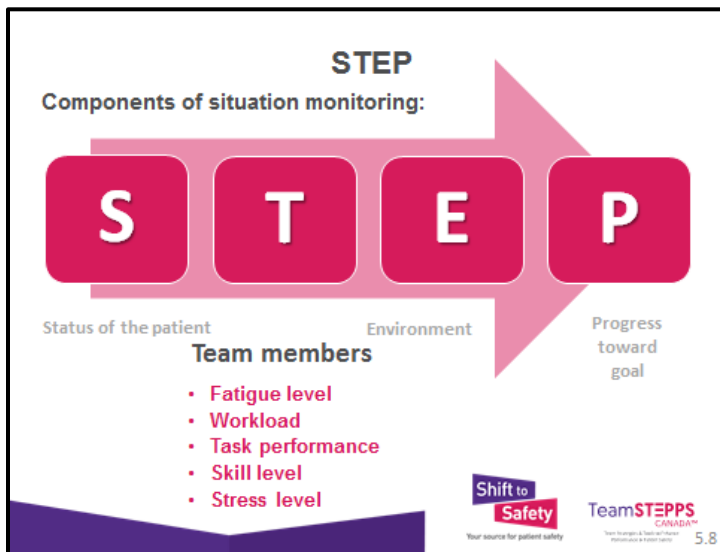 STEP
Components of situation monitoring:
S T E P
Status of the patient
Environment
Progress
toward
goal
Team members
• Fatigue level
• Workload
• Task performance
• Skill level
• Stress level
Shift to
Safety
Your source for patient safety
TeamSTEPPS
CANADA™
5.8